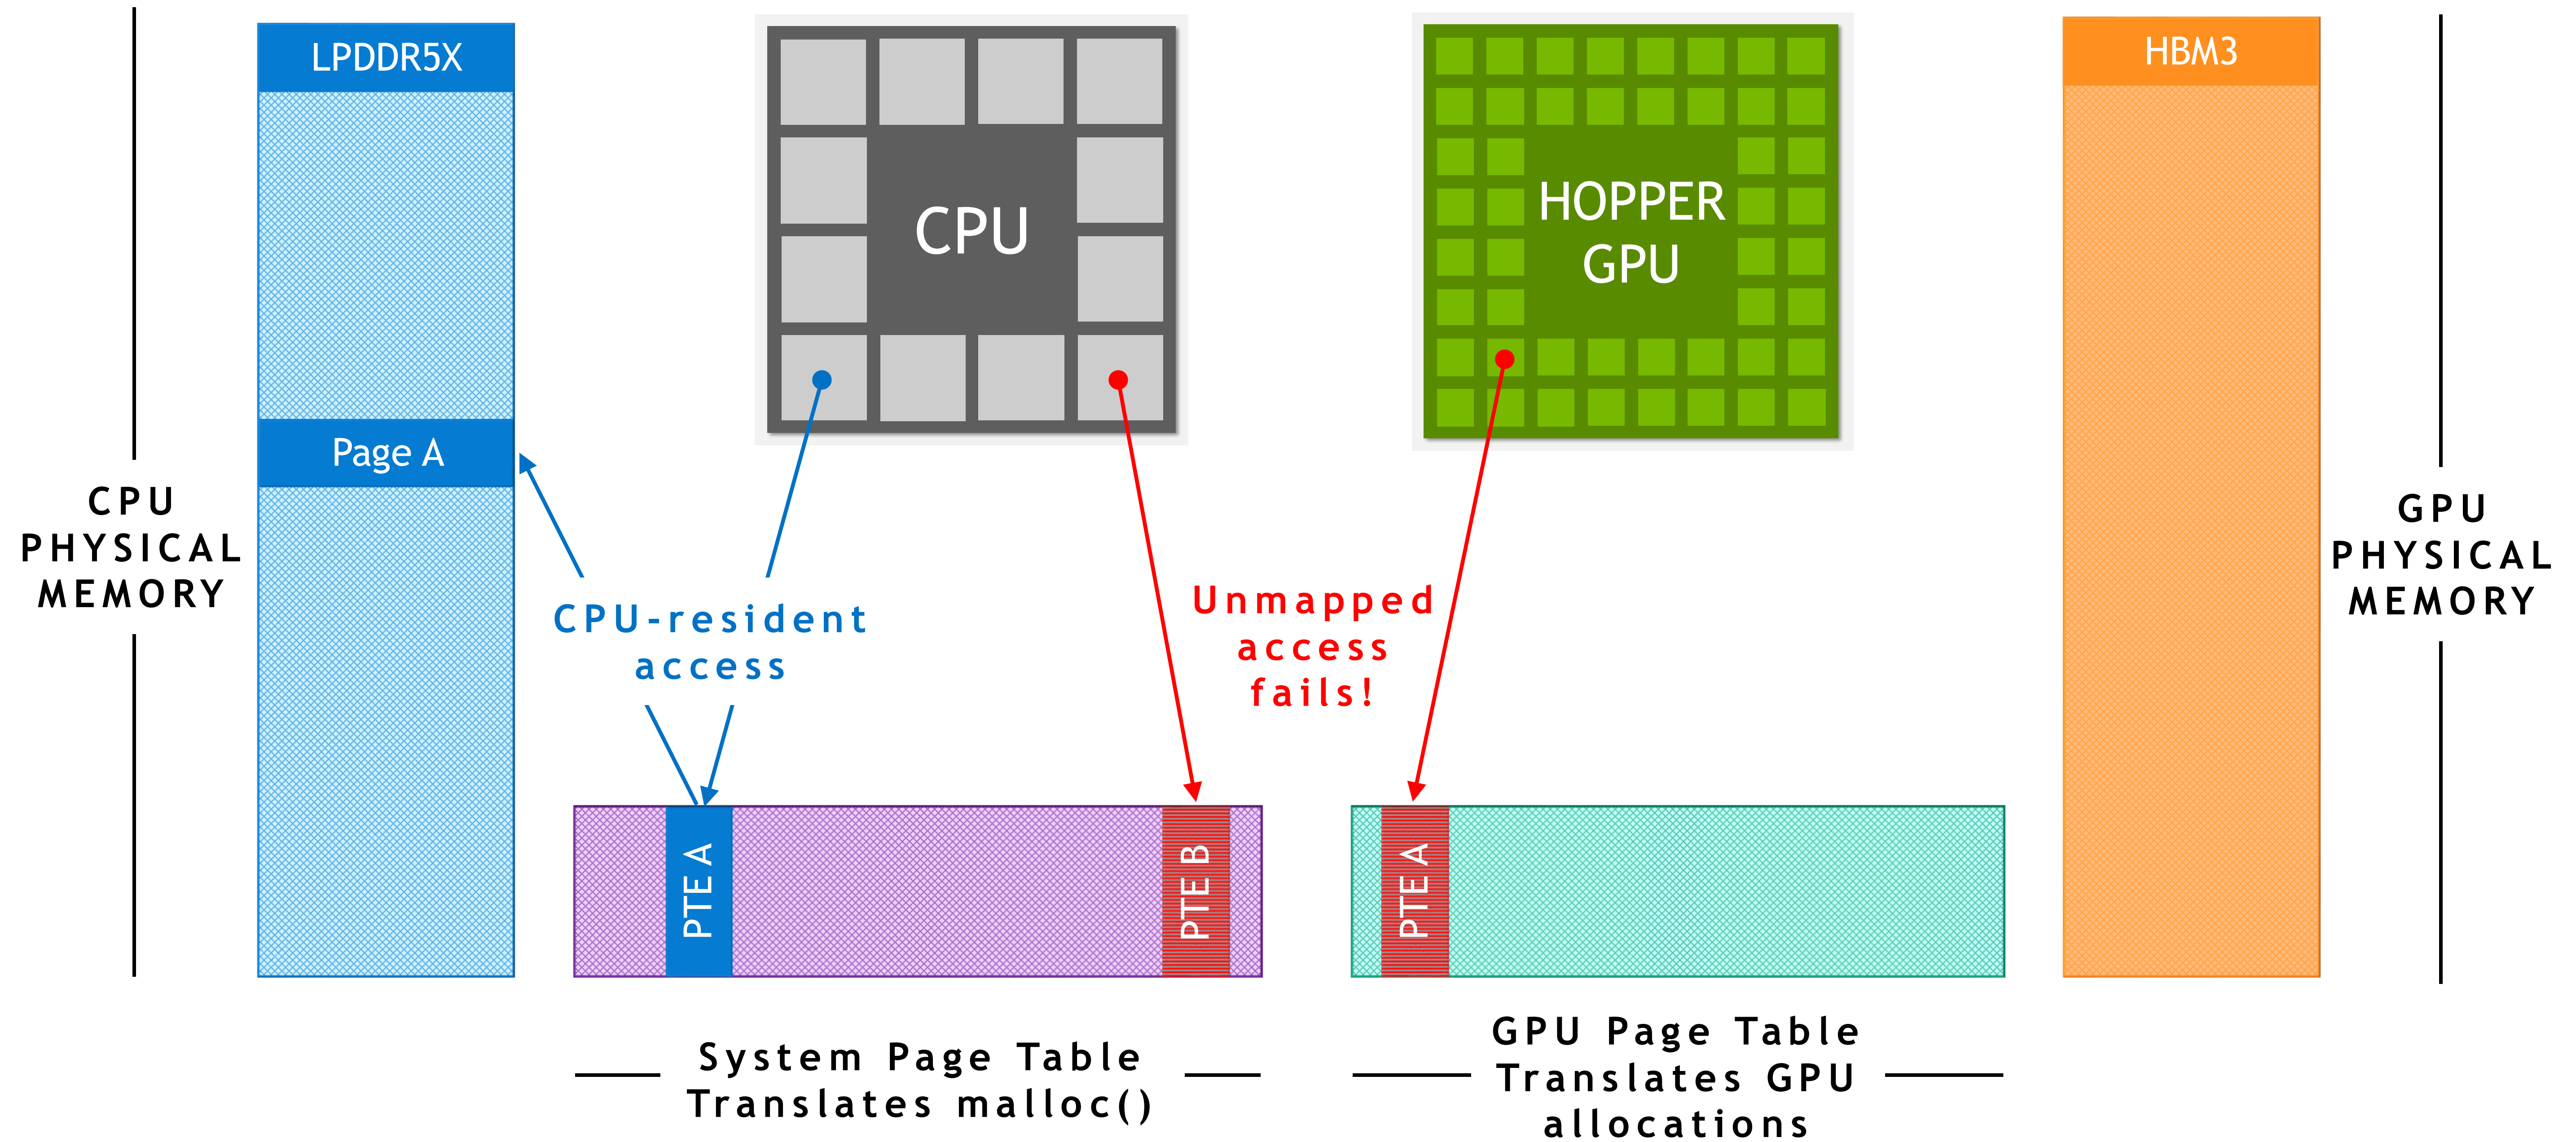 LPDDR5X
Page A
CPU
PHYSICAL
MEMORY
CPU
HOPPER
GPU
HBM3
GPU
PHYSICAL
MEMORY
CPU-resident
access
Unmapped
access
fails!
PTE A
PTE B
PTE A
System Page Table
Translates malloc()
GPU Page Table
Translates GPU
allocations